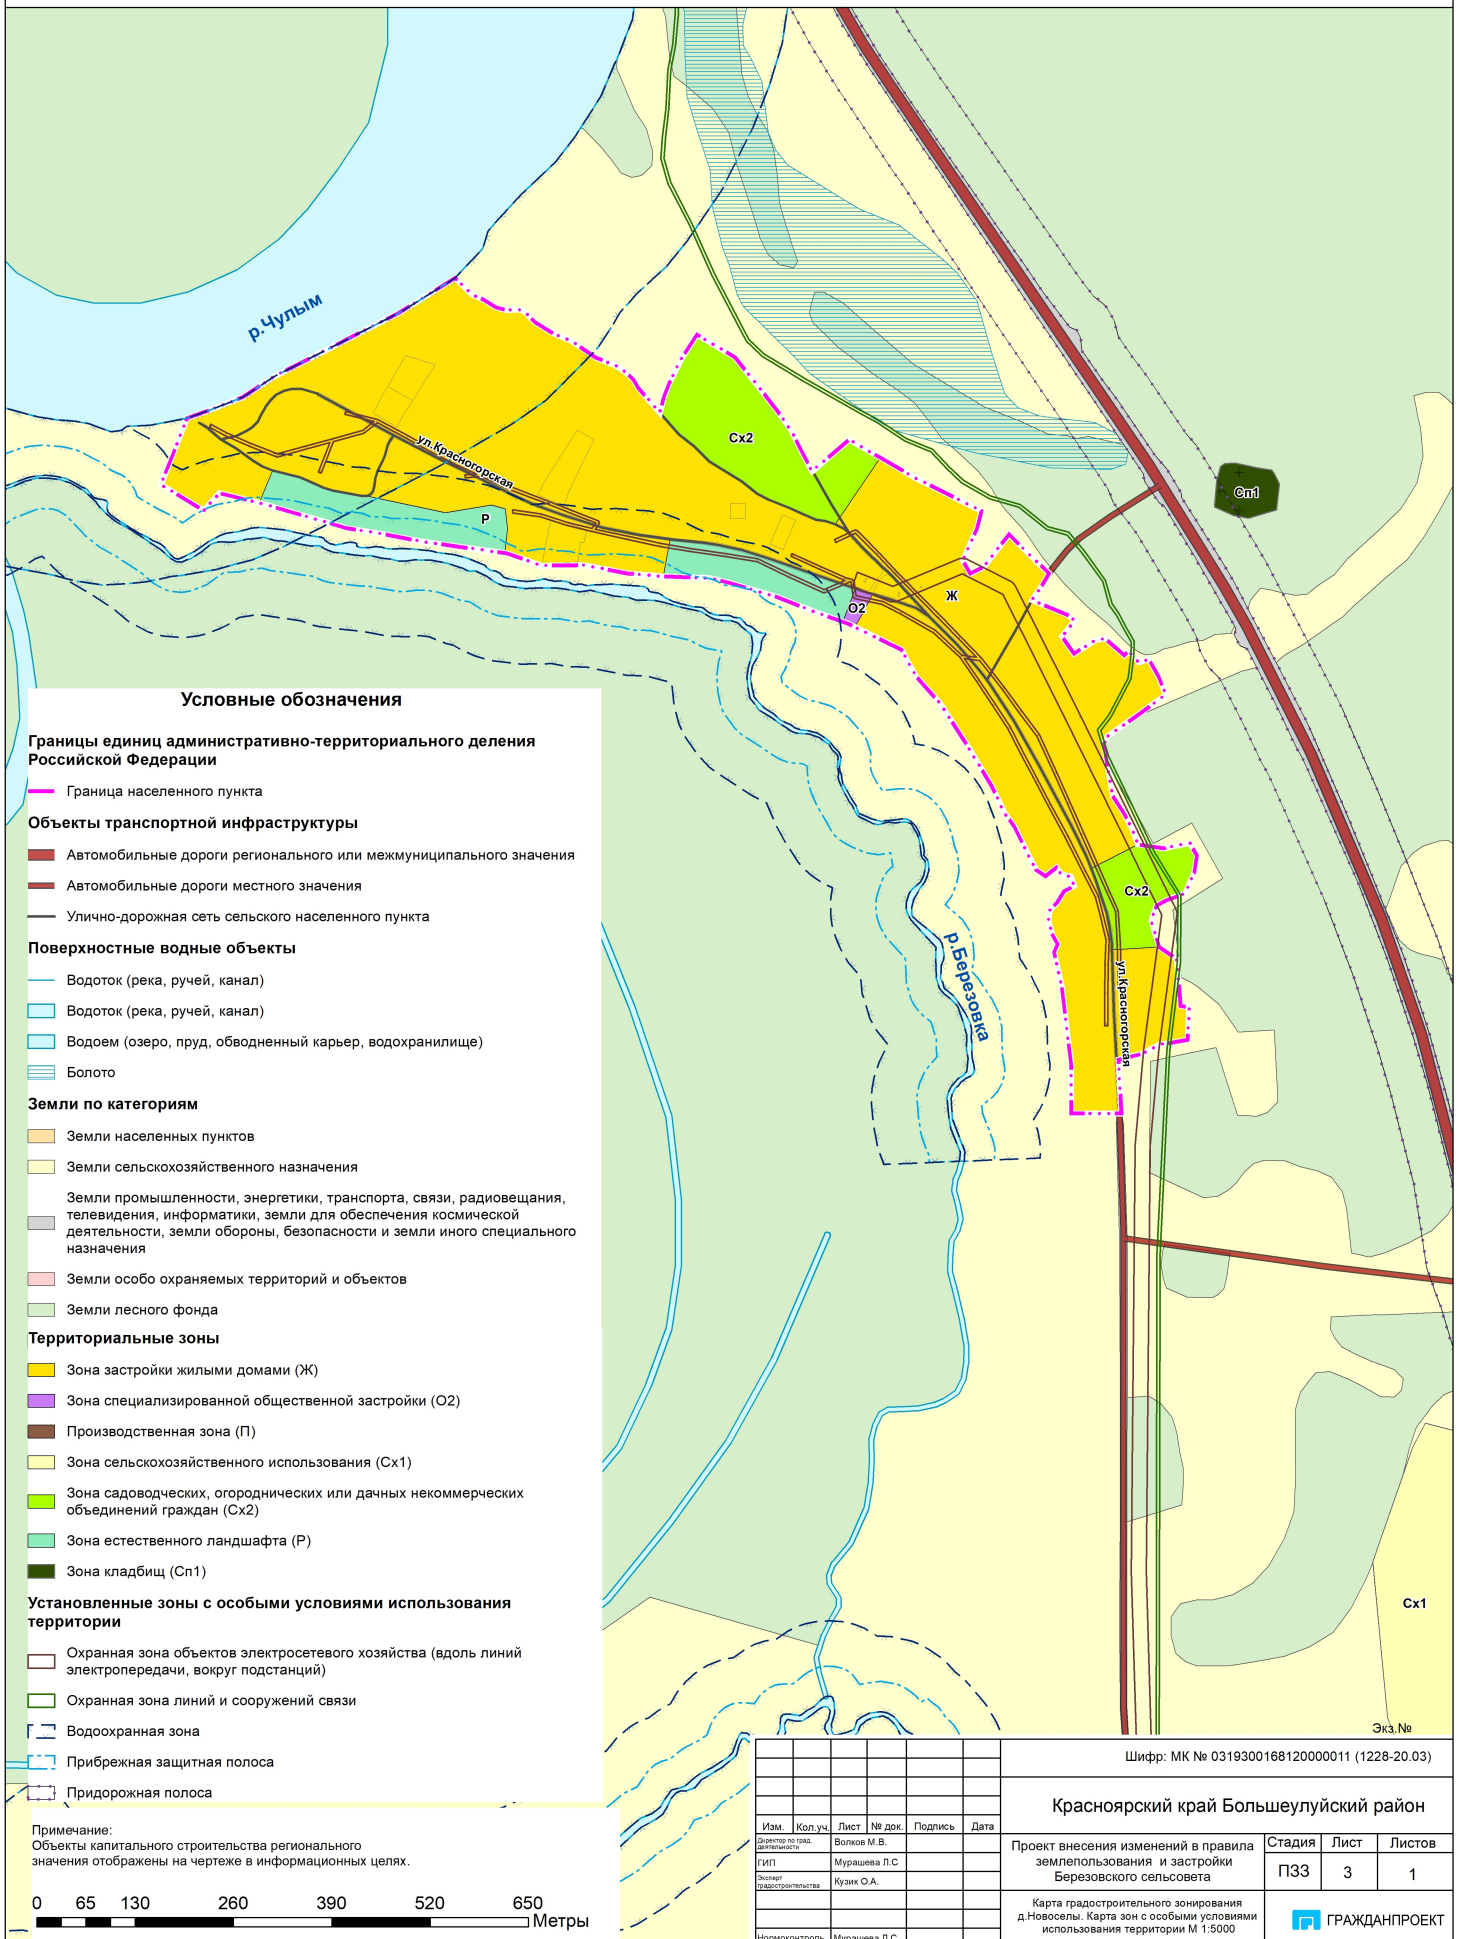 р.Чулым
Сх2
ул.Красногорская
Р
Сп1
Ж
О2
Сх2
р.Березовка
ул.Красногорская
Сх1
Условные обозначения
Границы единиц административно-территориального деления
Российской Федерации
Граница населенного пункта
Объекты транспортной инфраструктуры
Автомобильные дороги регионального или межмуниципального значения
Автомобильные дороги местного значения
Улично-дорожная сеть сельского населенного пункта
Поверхностные водные объекты
Водоток (река, ручей, канал)
Водоток (река, ручей, канал)
Водоем (озеро, пруд, обводненный карьер, водохранилище)
Болото
Земли по категориям
Земли населенных пунктов
Земли сельскохозяйственного назначения
Земли промышленности, энергетики, транспорта, связи, радиовещания,
телевидения, информатики, земли для обеспечения космической
деятельности, земли обороны, безопасности и земли иного специального
назначения
Земли особо охраняемых территорий и объектов
Земли лесного фонда
Территориальные зоны
Зона застройки жилыми домами (Ж)
Зона специализированной общественной застройки (О2)
Производственная зона (П)
Зона сельскохозяйственного использования (Сх1)
Зона садоводческих, огороднических или дачных некоммерческих
объединений граждан (Сх2)
Зона естественного ландшафта (Р)
Зона кладбищ (Сп1)
Установленные зоны с особыми условиями использования
территории
Охранная зона объектов электросетевого хозяйства (вдоль линий
электропередачи, вокруг подстанций)
Охранная зона линий и сооружений связи
Водоохранная зона
Прибрежная защитная полоса
Придорожная полоса
Примечание:
Объекты капитального строительства регионального
значения отображены на чертеже в информационных целях.
0 65 130 260 390 520 650
Метры
Экз.№
Шифр: МК № 0319300168120000011 (1228-20.03)
Красноярский край Большеулуйский район
Изм. Кол.уч. Лист № док. Подпись Дата
Директор по град.
деятельности
Волков М.В.
ГИП Мурашева Л.С
Эксперт
градостроительства
Кузик О.А.
Нормоконтроль Мурашева Л.С
Проект внесения изменений в правила
землепользования и застройки
Березовского сельсовета
Стадия Лист Листов
ПЗЗ 3 1
Карта градостроительного зонирования
д.Новоселы. Карта зон с особыми условиями
использования территории М 1:5000
ГРАЖДАНПРОЕКТ